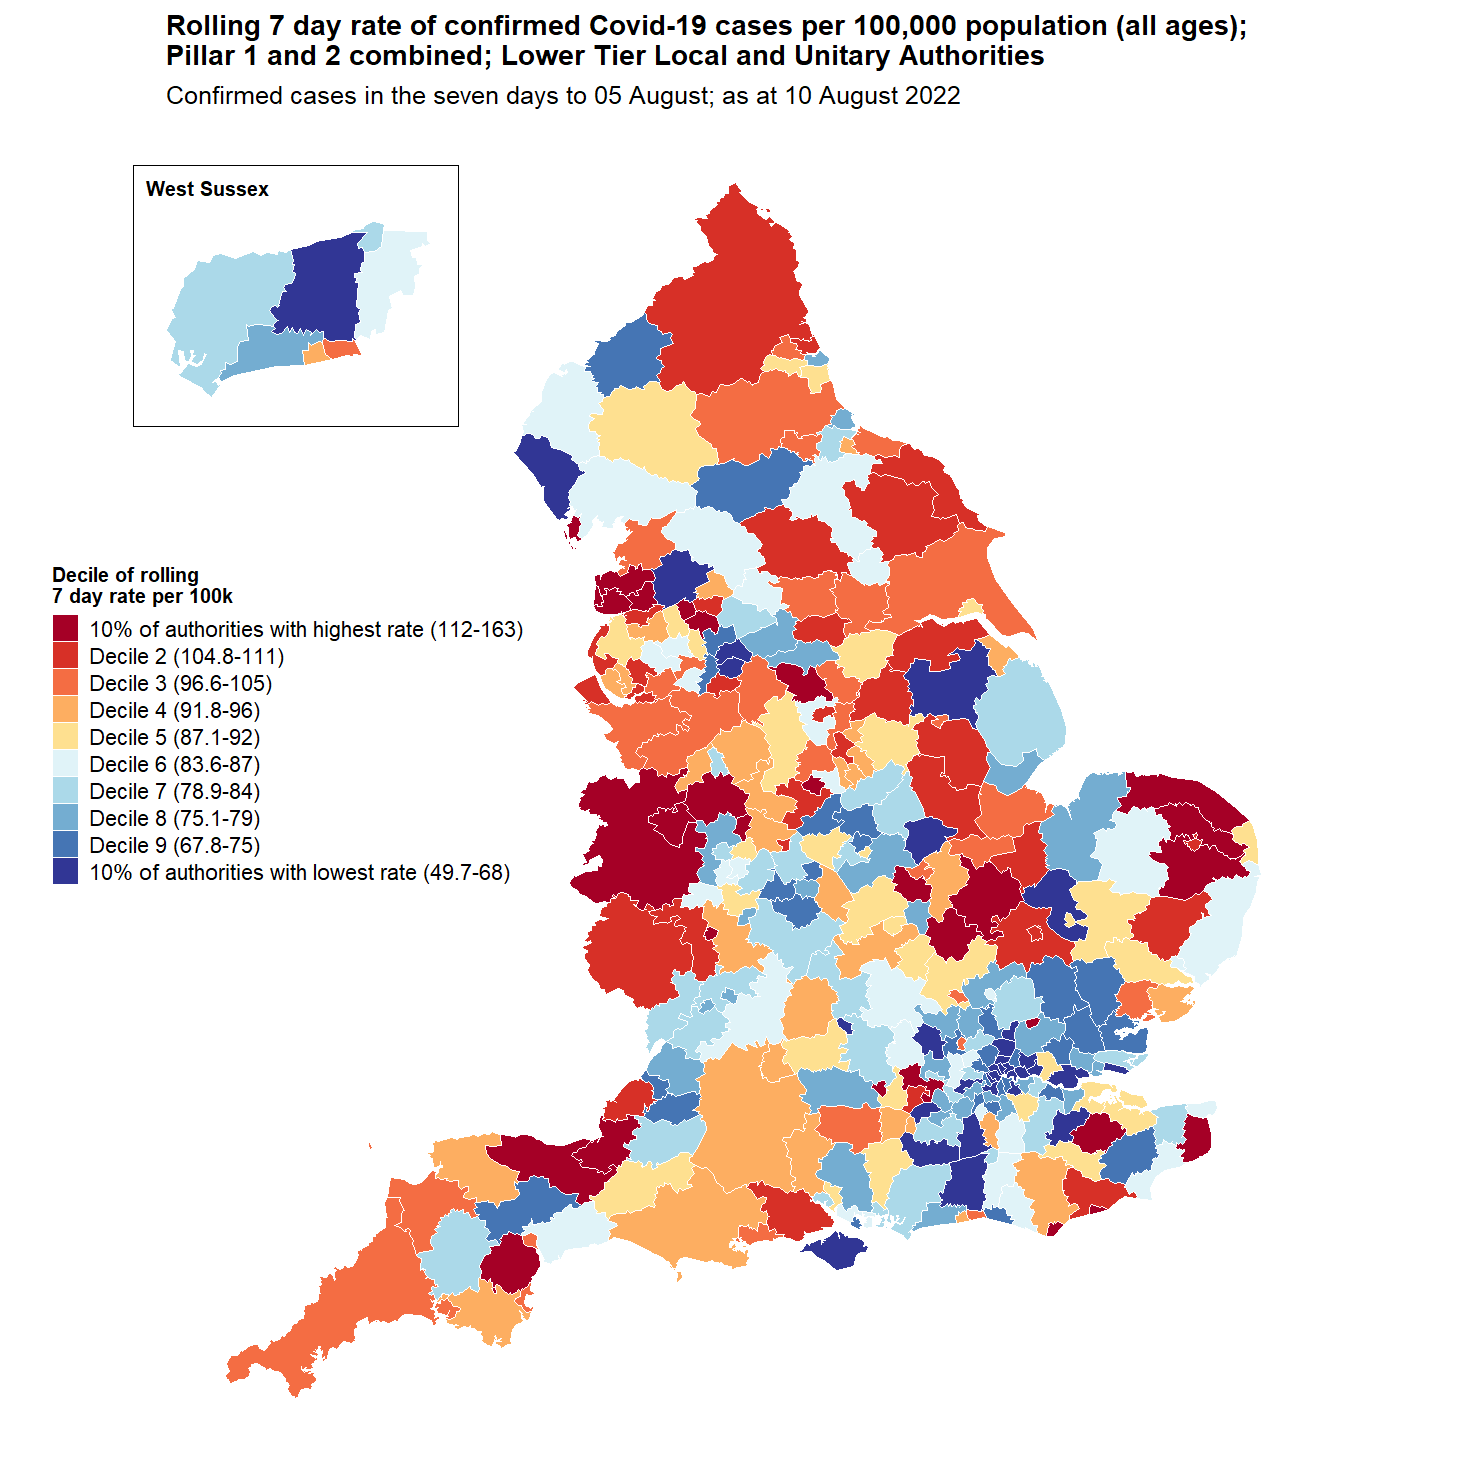 Rolling 7 day rate of confirmed Covid-19 cases per 100,000 population (all ages);
Pillar 1 and 2 combined; Lower Tier Local and Unitary Authorities
Confirmed cases in the seven days to 05 August; as at 10 August 2022
West Sussex
Decile of rolling
7 day rate per 100k
10% of authorities with highest rate (112-163)
Decile 2 (104.8-111)
Decile 3 (96.6-105)
Decile 4 (91.8-96)
Decile 5 (87.1-92)
Decile 6 (83.6-87)
Decile 7 (78.9-84)
Decile 8 (75.1-79)
Decile 9 (67.8-75)
10% of authorities with lowest rate (49.7-68)